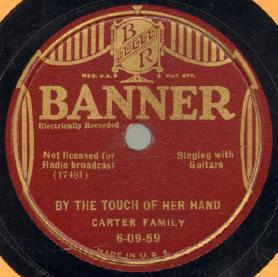 B
BANNER
R
REG. U.S. PAT. OFF.
BANNER
Electrically Recorded
Not licensed for Radio broadcast (17481)
Singing with Guitars
BY THE TOUCH OF HER HAND
CARTER FAMILY
6-09-59
MADE IN U.S.A.